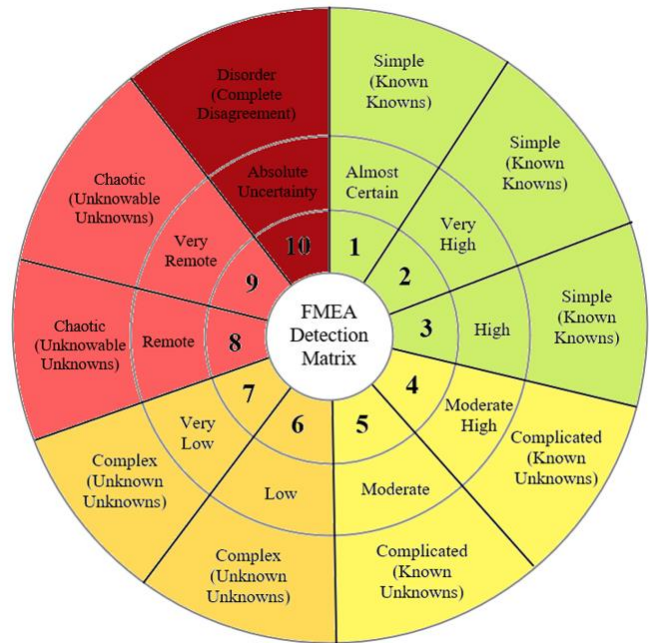 FMEA
Detection
Matrix
1
Almost
Certain
Simple
(Known
Knowns)
2
Very
High
Simple
(Known
Knowns)
3
High
Simple
(Known
Knowns)
4
Moderate
High
Complicated
(Known
Unknowns)
5
Moderate
Complicated
(Known
Unknowns)
6
Low
Complex
(Unknown
Unknowns)
7
Very
Low
Complex
(Unknown
Unknowns)
8
Remote
Chaotic
(Unknowable
Unknowns)
9
Very
Remote
Chaotic
(Unknowable
Unknowns)
10
Absolute
Uncertainty
Disorder
(Complete
Disagreement)